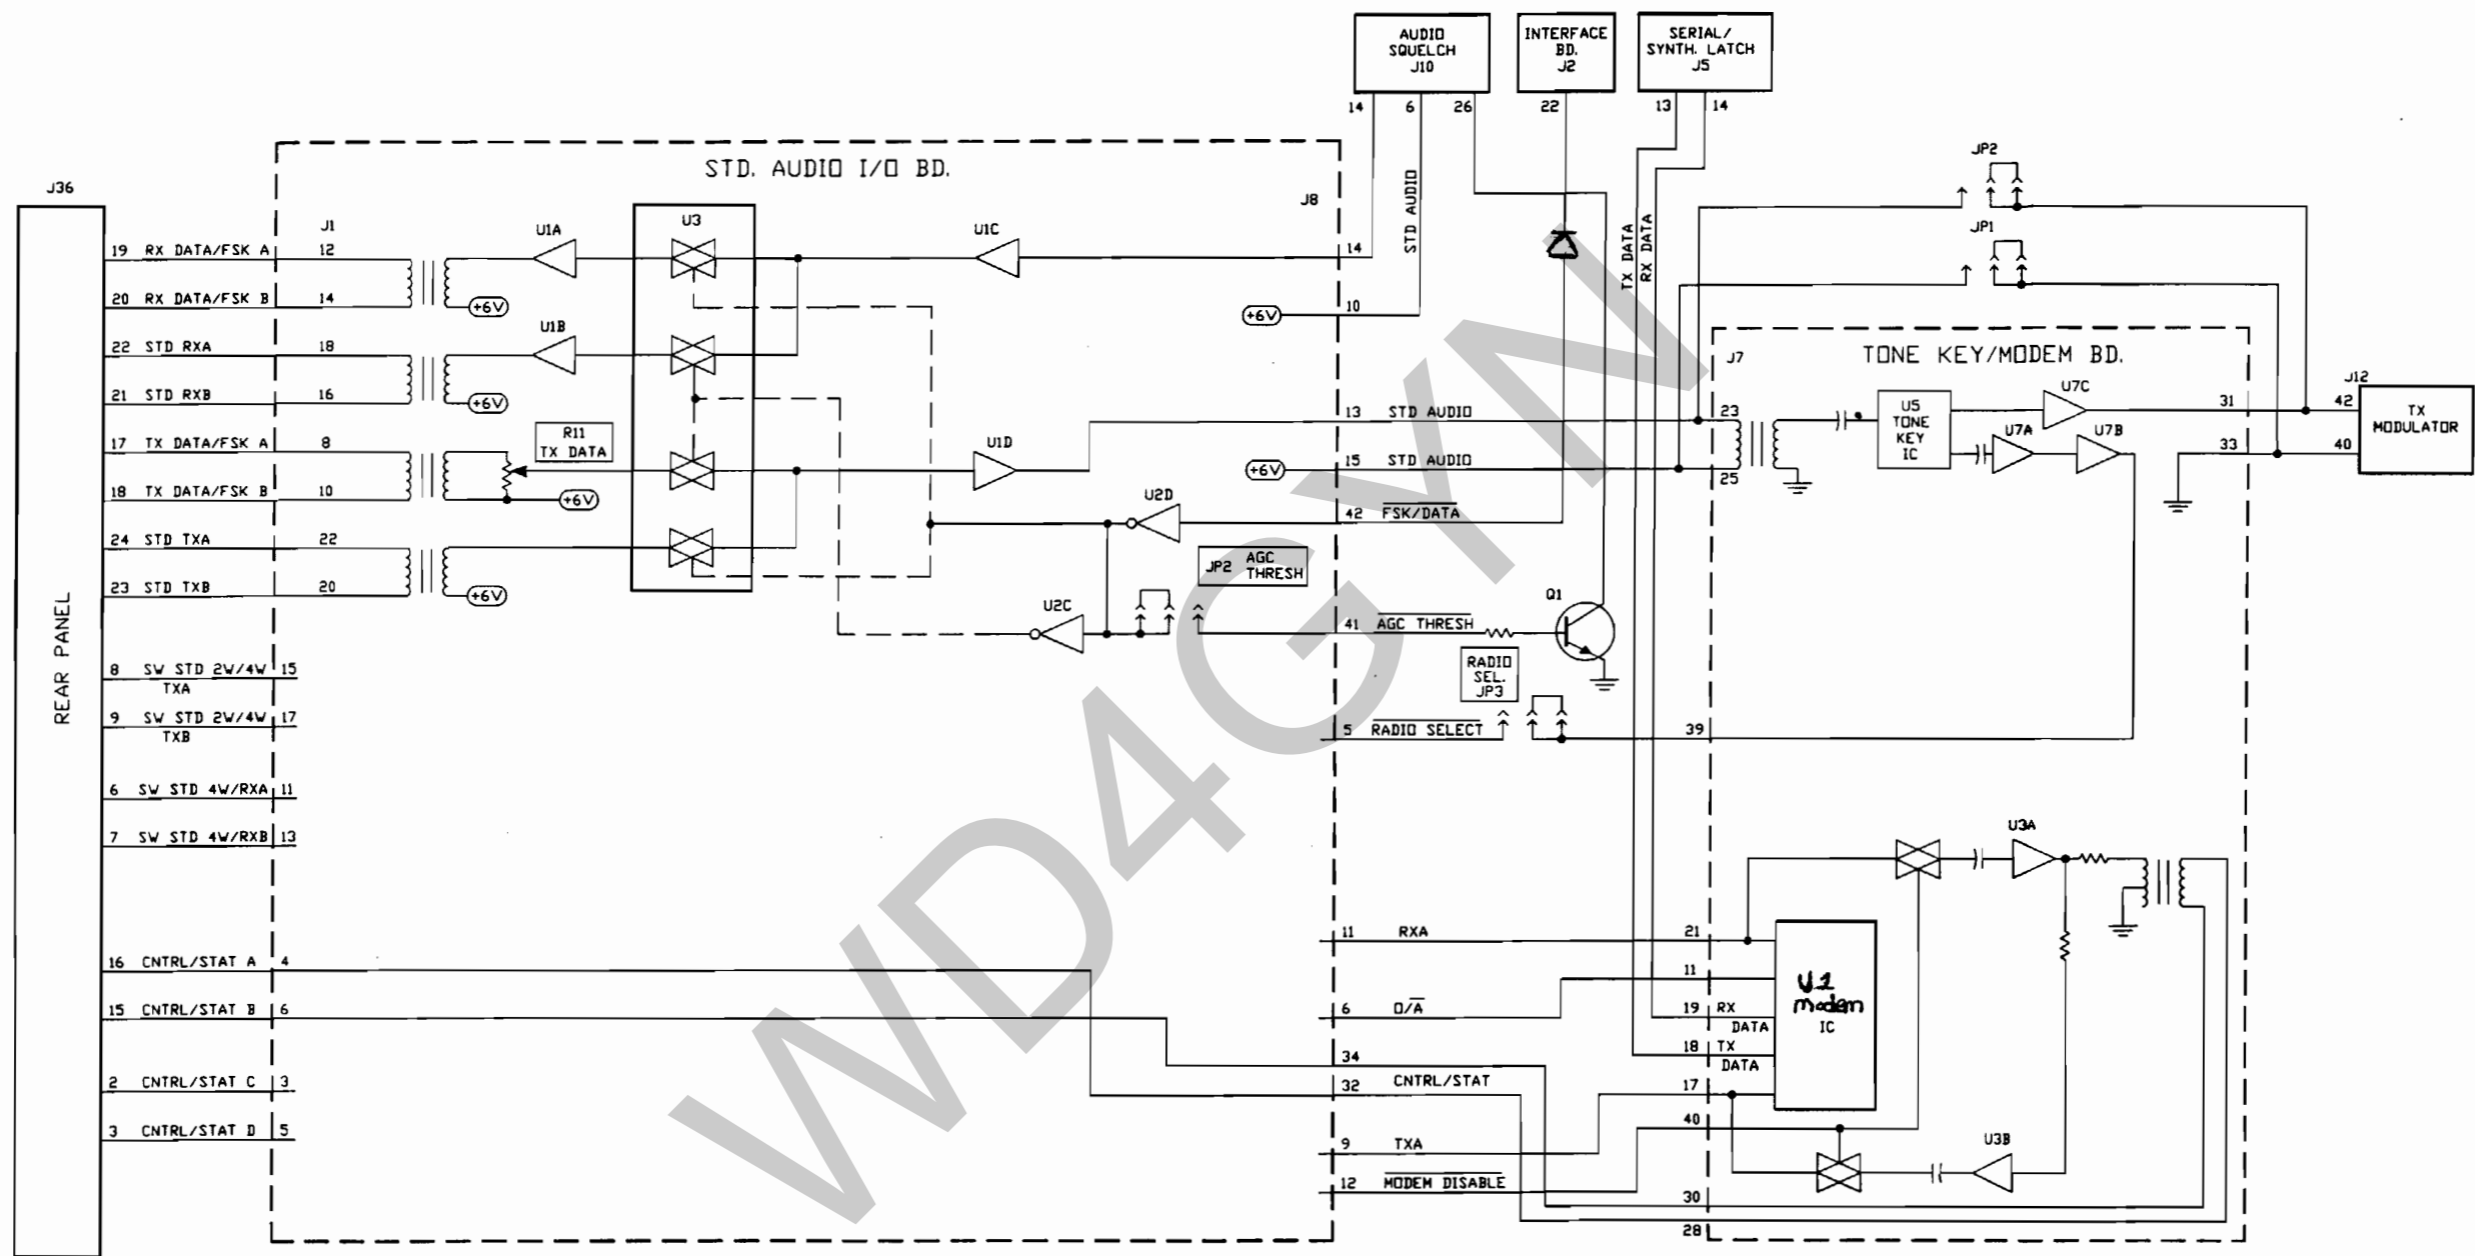 AUDIO
SQUELCH
J10
INTERFACE
BD.
J2
SERIAL/
SYNTH. LATCH
J5
14 6 26 22 13 14
STD. AUDIO I/O BD.
J36
J8
J1
REAR PANEL
19 RX DATA/FSK A 12
20 RX DATA/FSK B 14
22 STD RXA 18
21 STD RXB 16
17 TX DATA/FSK A 8
18 TX DATA/FSK B 10
24 STD TXA 22
23 STD TXB 20
8 SW STD 2W/4W 15
TXA
9 SW STD 2W/4W 17
TXB
6 SW STD 4W/RXA 11
7 SW STD 4W/RXB 13
16 CNTRL/STAT A 4
15 CNTRL/STAT B 6
2 CNTRL/STAT C 3
3 CNTRL/STAT D 5
U1A
U3
U1C
+6V
U1B
+6V
R11
TX DATA
+6V
+6V
U1D
U2D
U2C
JP2 AGC
THRESH
14
STD AUDIO
+6V 10
13 STD AUDIO
+6V 15 STD AUDIO
42 FSK/DATA
41 AGC THRESH
Q1
RADIO
SEL.
JP3
5 RADIO SELECT 39
TX DATA
RX DATA
JP2
JP1
TONE KEY/MODEM BD.
J7
23
25
U5
TONE
KEY
IC
U7C
U7A
U7B
31
33
J12
42
40
TX
MODULATOR
U3A
11 RXA 21
11
6 D/A
19 RX
DATA
18 TX
DATA
U1
modem
IC
34
32 CNTRL/STAT
17
40
9 TXA
12 MODEM DISABLE
U3B
30
28
WD4GYN